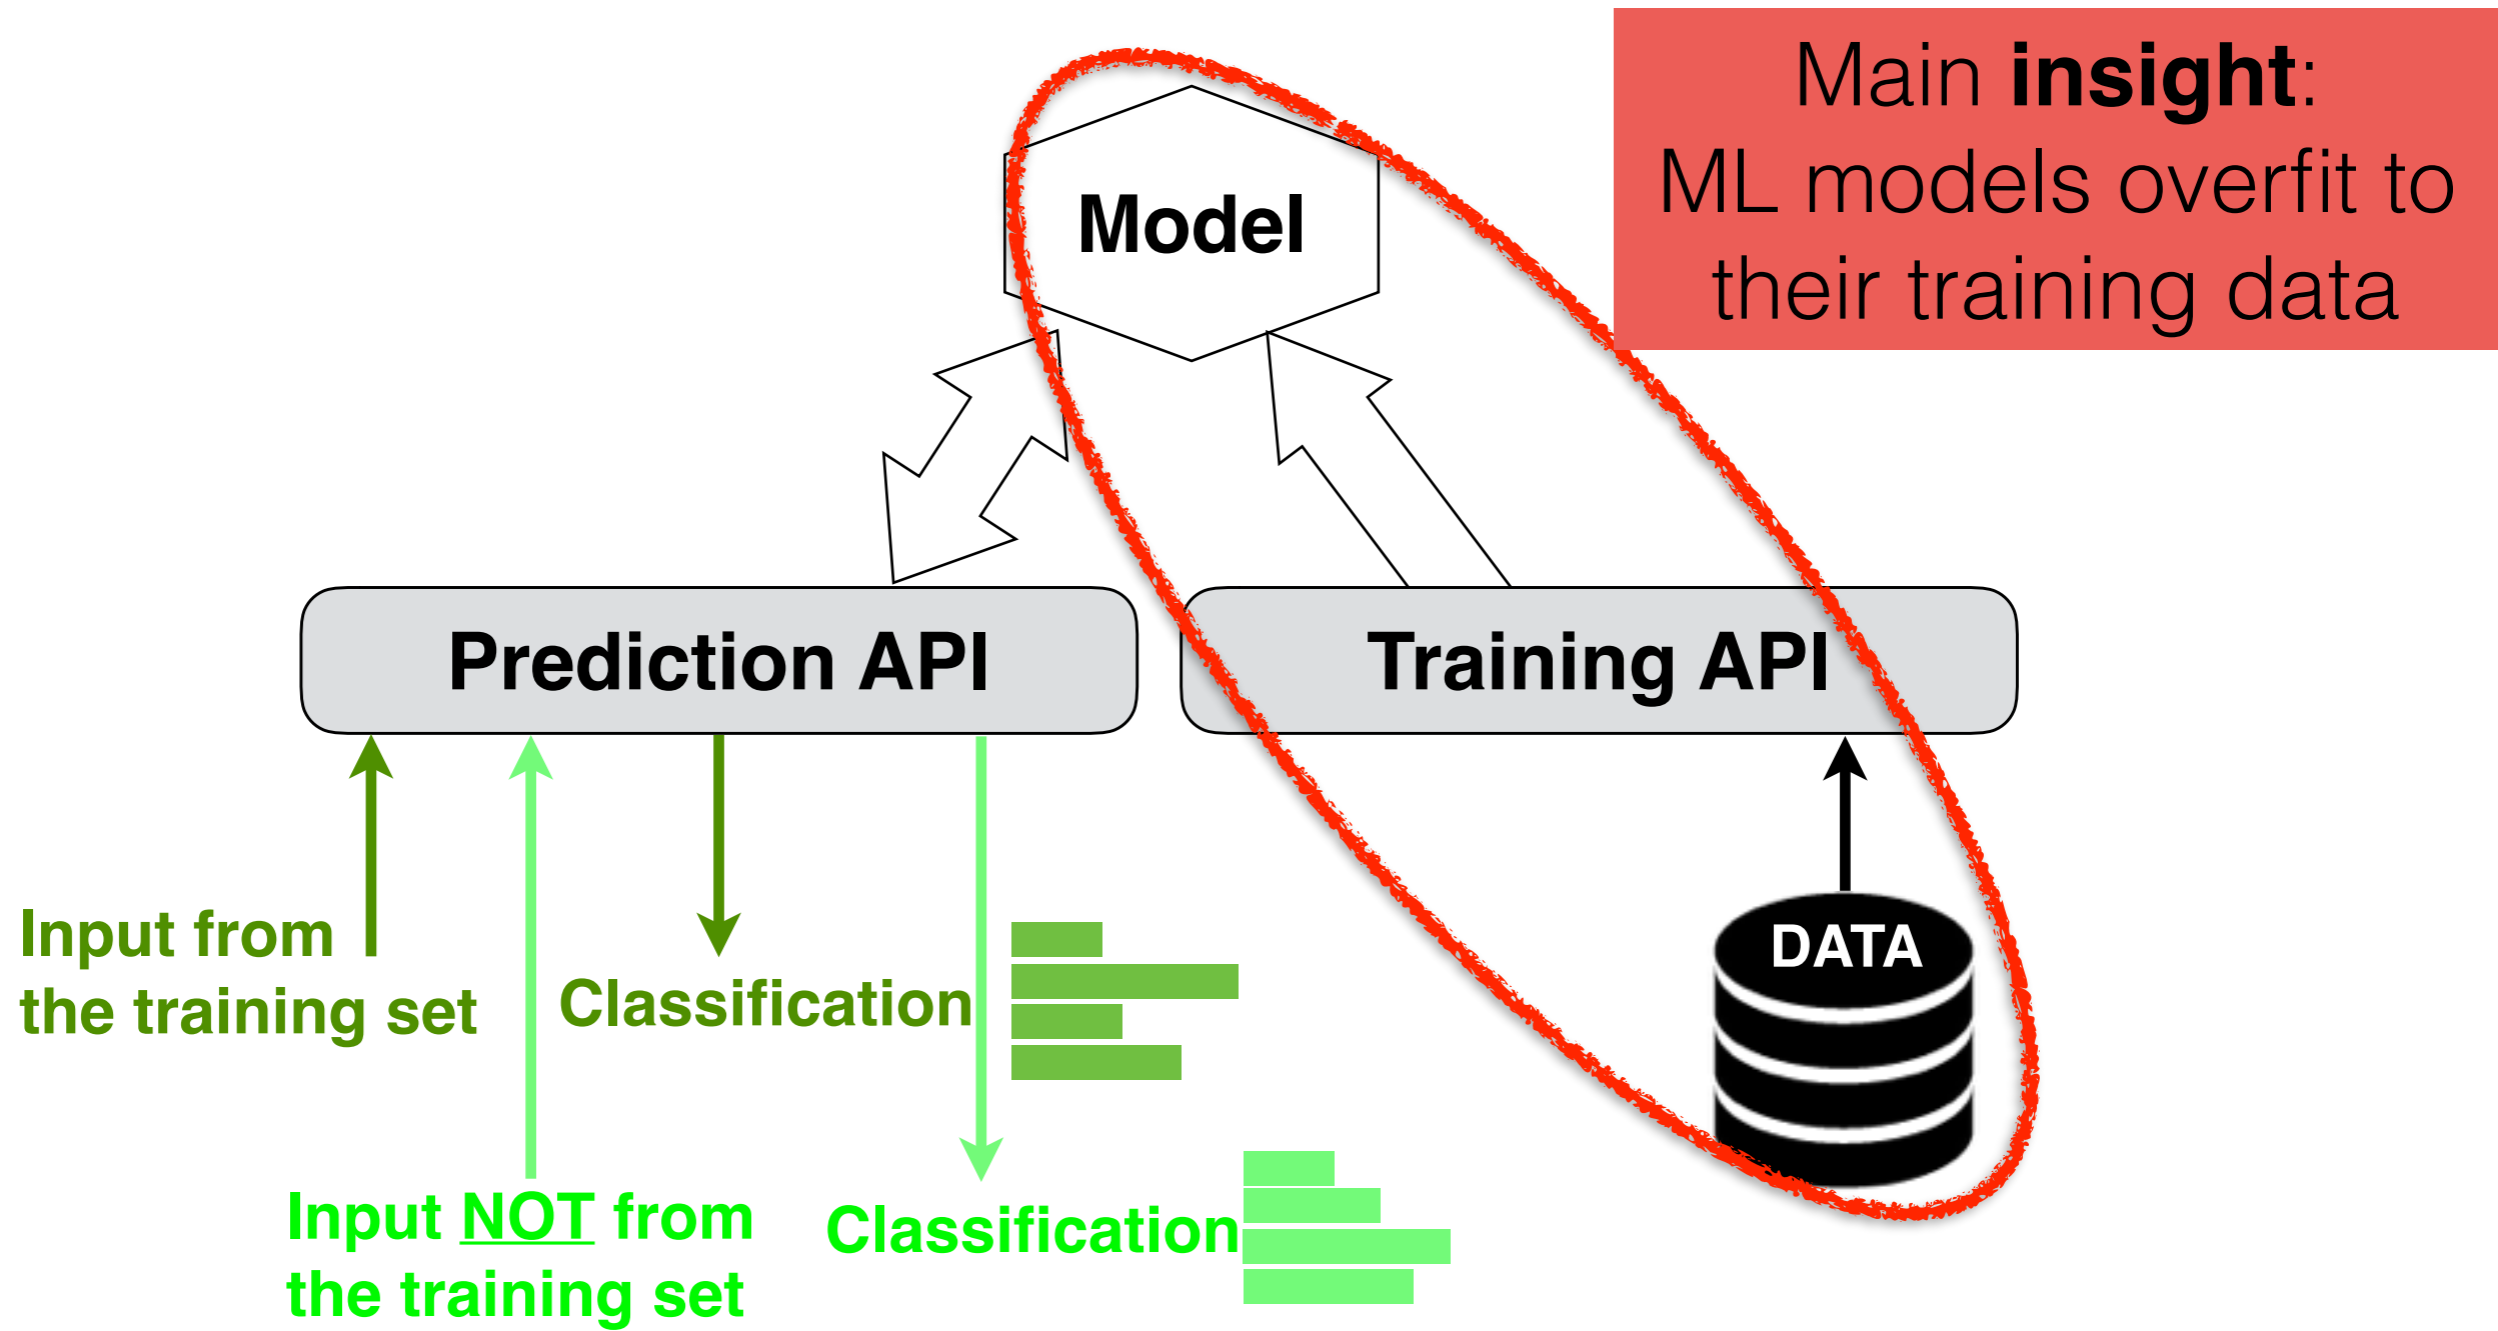 Main insight:
ML models overfit to
their training data
Model
Prediction API
Training API
Input from
the training set
Classification
DATA
Input NOT from
the training set
Classification